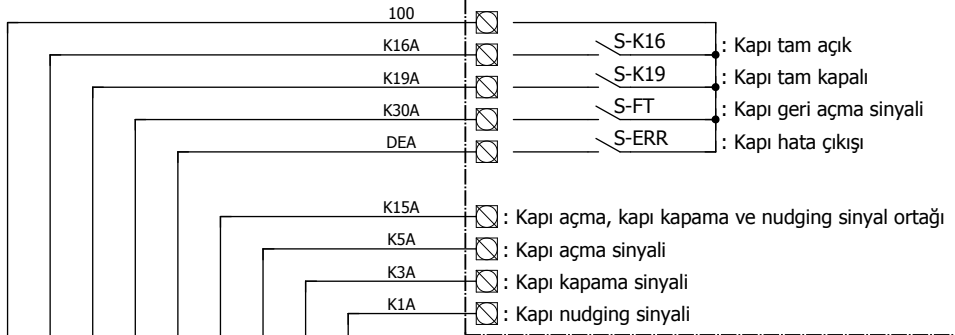 100
K16A S-K16 : Kapı tam açık
K19A S-K19 : Kapı tam kapalı
K30A S-FT : Kapı geri açma sinyali
DEA S-ERR : Kapı hata çıkışı
K15A : Kapı açma, kapı kapama ve nudging sinyal ortağı
K5A : Kapı açma sinyali
K3A : Kapı kapama sinyali
K1A : Kapı nudging sinyali